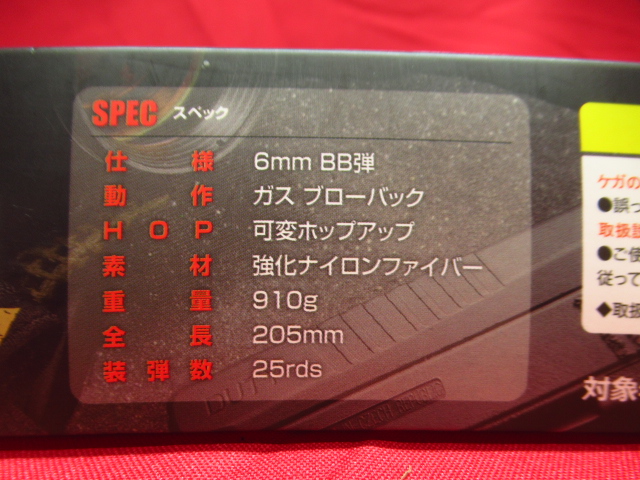 SPEC スペック
仕様 6mm BB弾
動作 ガス ブローバック
HOP 可変ホップアップ
素材 強化ナイロンファイバー
重量 910g
全長 205mm
装弾数 25rds
ケガの
●誤っ
取扱説
●ご使
従って
◆取扱
対象
DUTY